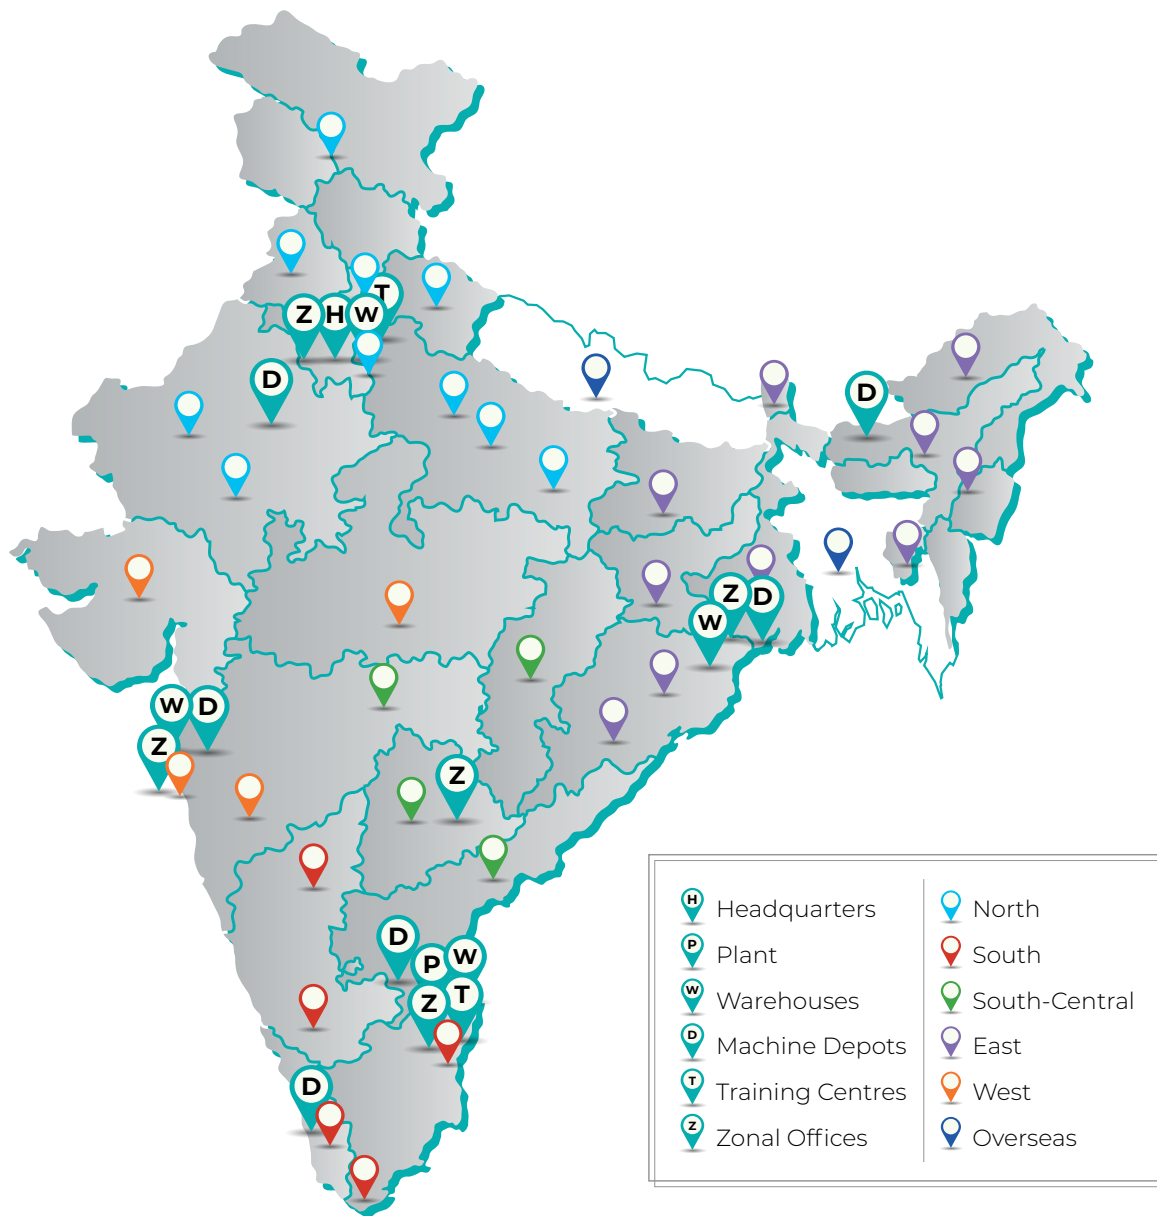 T
Z
H
W
D
D
Z
D
W
W
D
Z
Z
D
P
W
Z
T
D
H Headquarters
P Plant
W Warehouses
D Machine Depots
T Training Centres
Z Zonal Offices
North
South
South-Central
East
West
Overseas